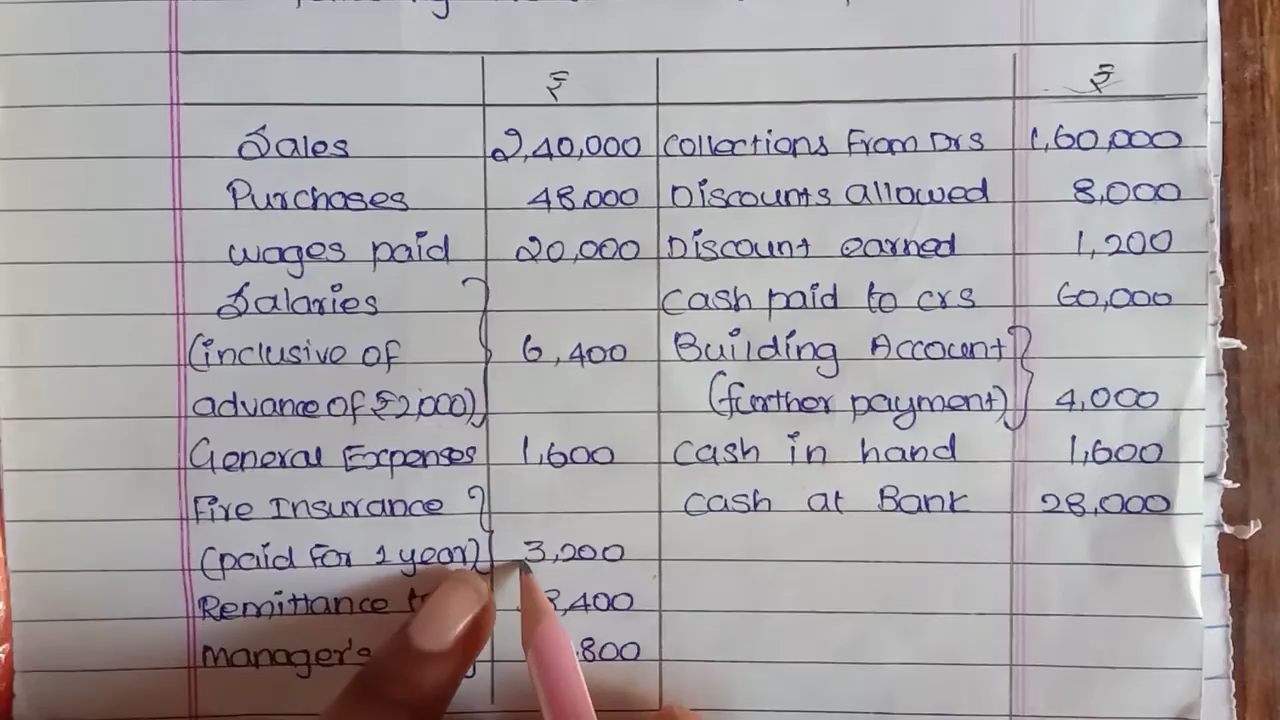 ₹ ₹
Sales 2,40,000 Collections From Drs 1,60,000
Purchases 48,000 Discounts allowed 8,000
wages paid 20,000 Discount earned 1,200
Salaries Cash paid to crs 60,000
(inclusive of 6,400 Building Account
advance of ₹2,000) (further payment) 4,000
General Expenses 1,600 Cash in hand 1,600
Fire Insurance Cash at Bank 28,000
(paid for 1 year) 3,200
Remittance ,400
Manager's 800